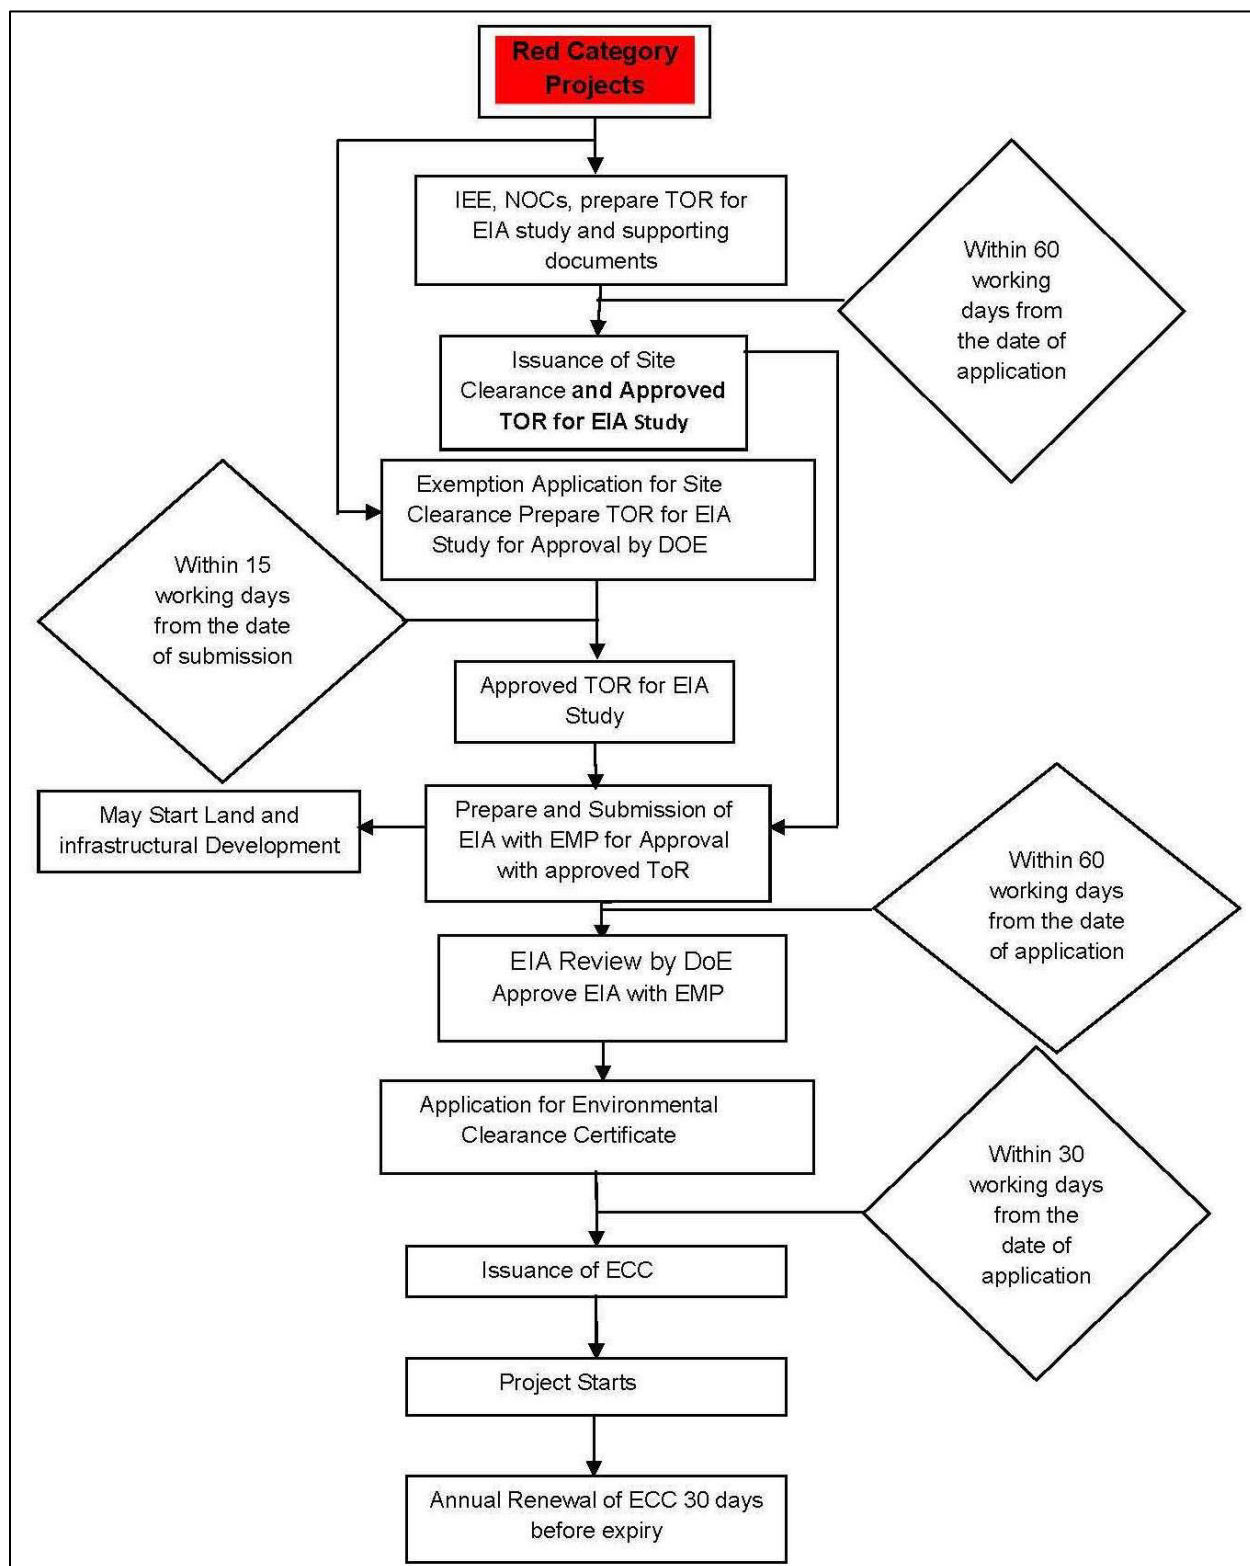 Red Category
Projects
IEE, NOCs, prepare TOR for
EIA study and supporting
documents
Within 60
working
days from
the date of
application
Issuance of Site
Clearance and Approved
TOR for EIA Study
Exemption Application for Site
Clearance Prepare TOR for EIA
Study for Approval by DOE
Within 15
working days
from the date
of submission
Approved TOR for EIA
Study
May Start Land and
infrastructural Development
Prepare and Submission of
EIA with EMP for Approval
with approved ToR
Within 60
working days
from the date
of application
EIA Review by DoE
Approve EIA with EMP
Application for Environmental
Clearance Certificate
Within 30
working days
from the
date of
application
Issuance of ECC
Project Starts
Annual Renewal of ECC 30 days
before expiry